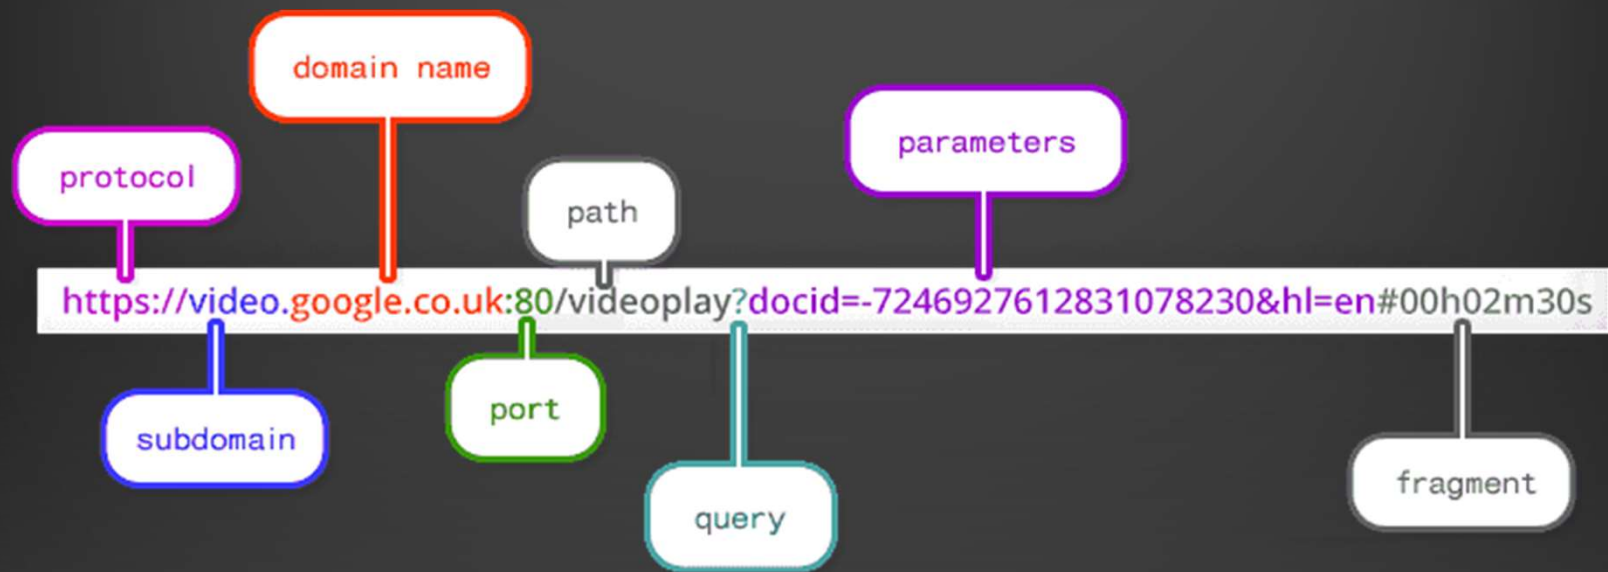 domain name
parameters
protocol
path
https://video.google.co.uk:80/videoplay?docid=-7246927612831078230&hl=en#00h02m30s
subdomain
port
query
fragment